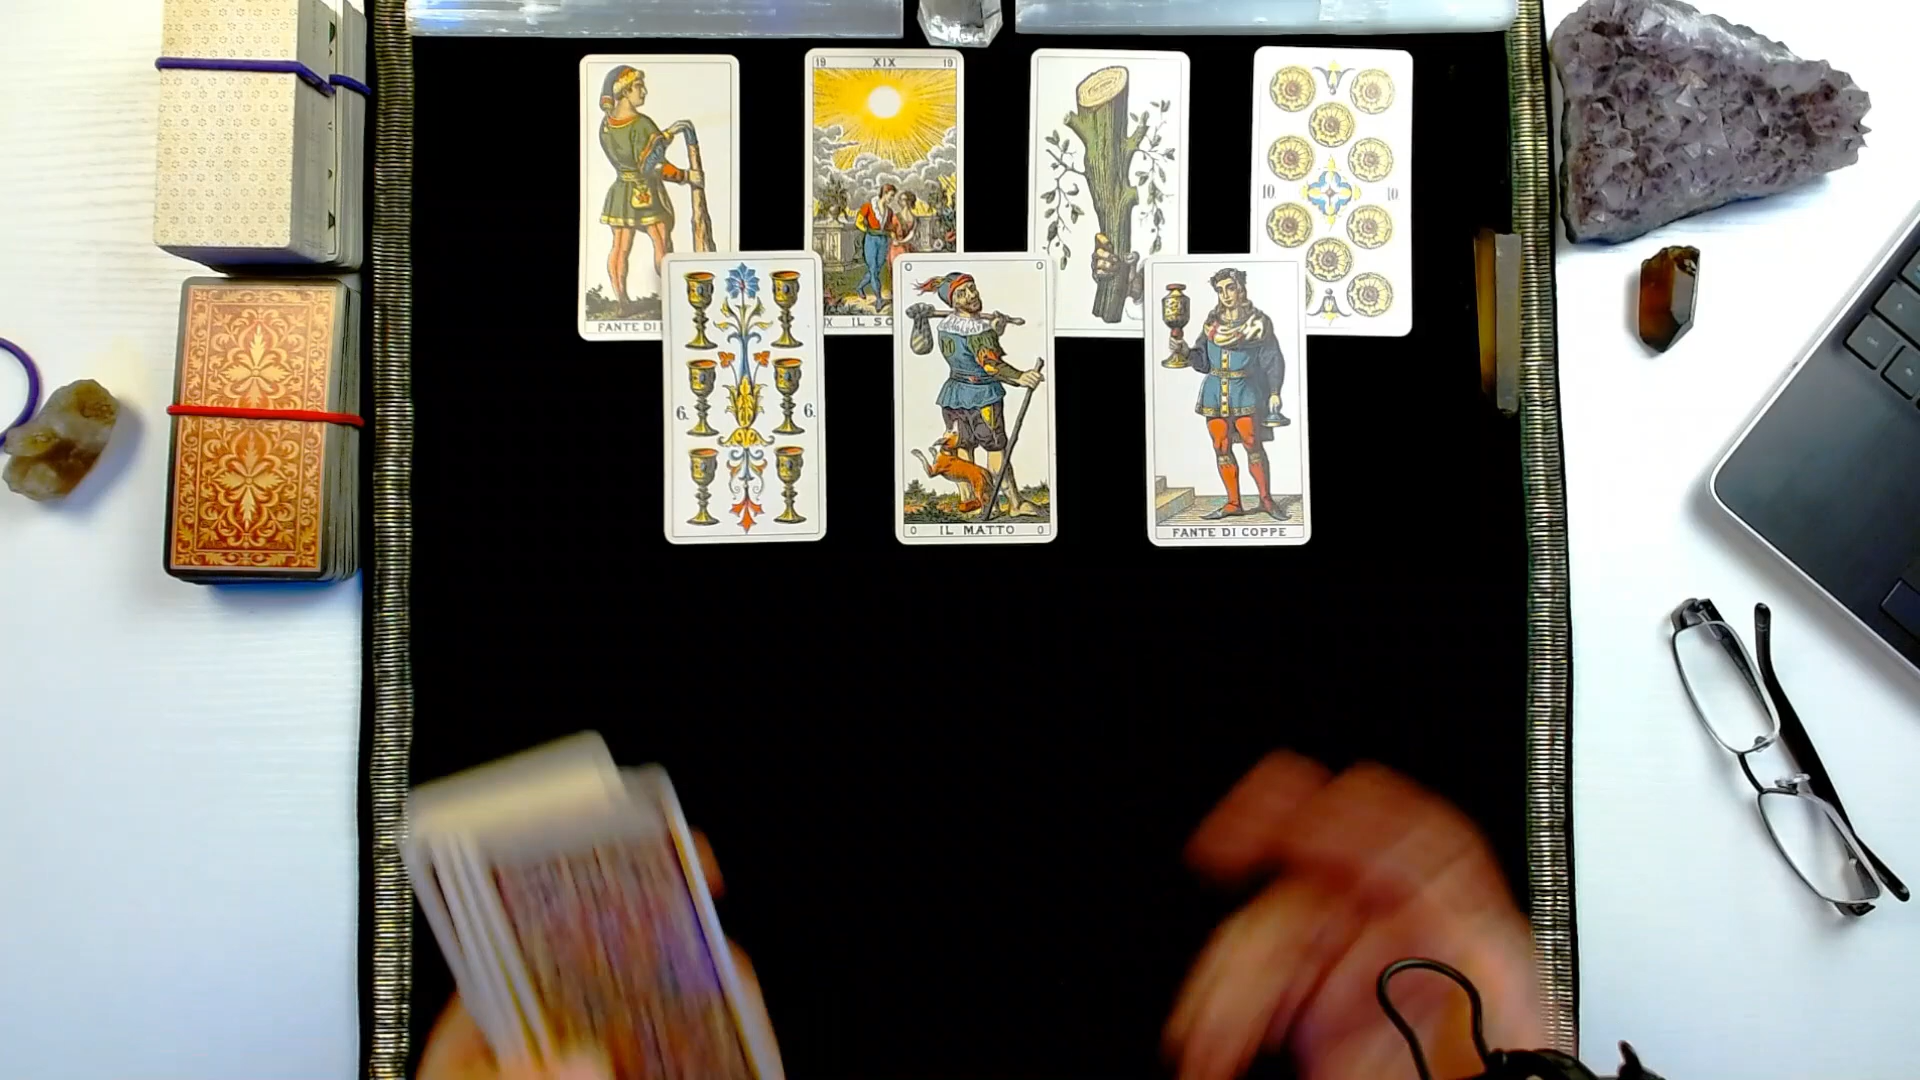 19 XIX 19
FANTE DI
X IL SO
10. 10
6. 6.
0 0
0 IL MATTO 0
FANTE DI COPPE
ctrl